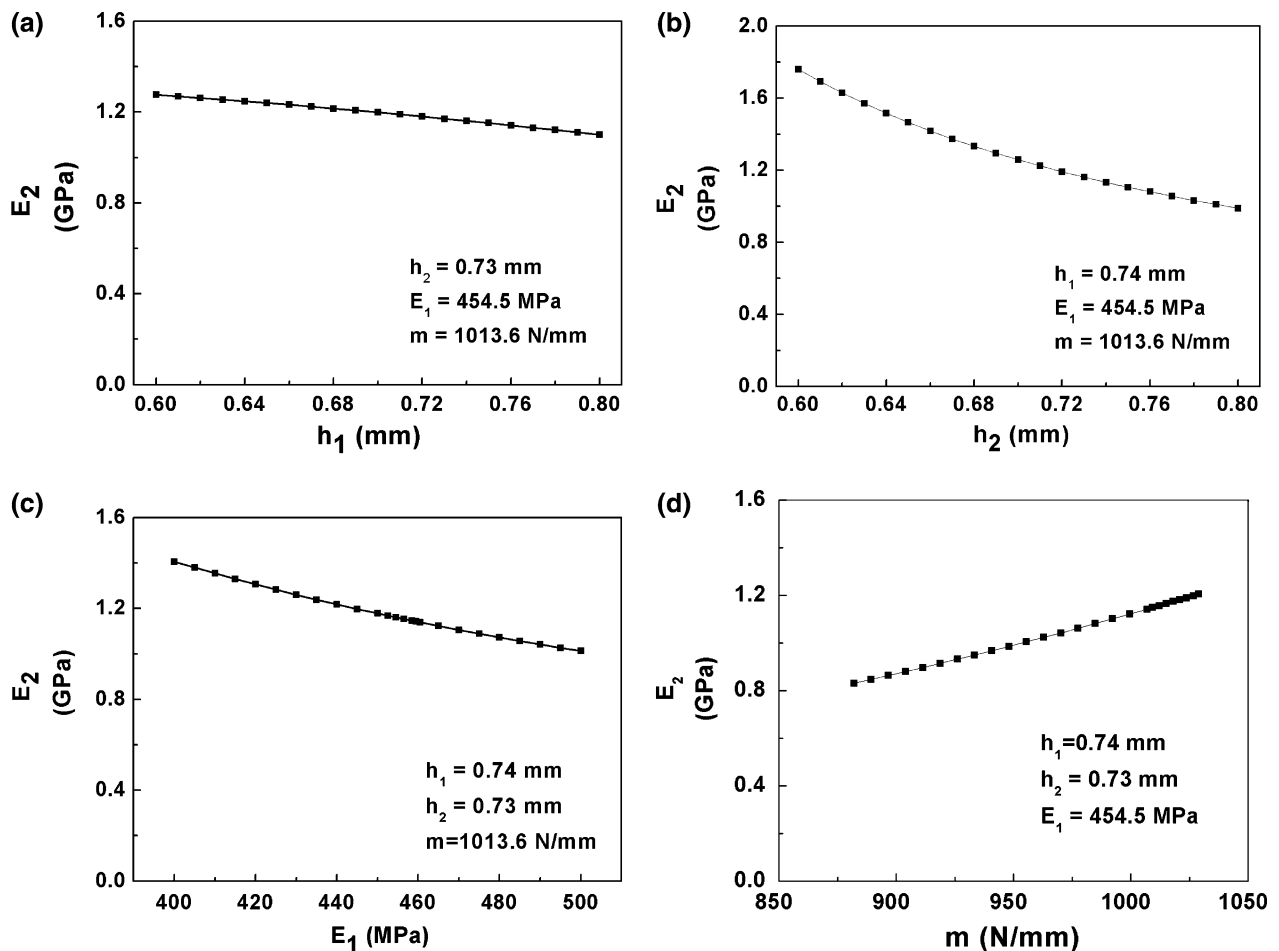 (a)
1.6
1.2
0.8
0.4
0.0
E2
(GPa)
h2 = 0.73 mm
E1 = 454.5 MPa
m = 1013.6 N/mm
0.60 0.64 0.68 0.72 0.76 0.80
h1 (mm)
(b)
2.0
1.6
1.2
0.8
0.4
0.0
E2
(GPa)
h1 = 0.74 mm
E1 = 454.5 MPa
m = 1013.6 N/mm
0.60 0.64 0.68 0.72 0.76 0.80
h2 (mm)
(c)
1.6
1.2
0.8
0.4
0.0
E2
(GPa)
h1 = 0.74 mm
h2 = 0.73 mm
m=1013.6 N/mm
400 420 440 460 480 500
E1 (MPa)
(d)
1.6
1.2
0.8
0.4
0.0
E2
(GPa)
h1=0.74 mm
h2 = 0.73 mm
E1 = 454.5 MPa
850 900 950 1000 1050
m (N/mm)